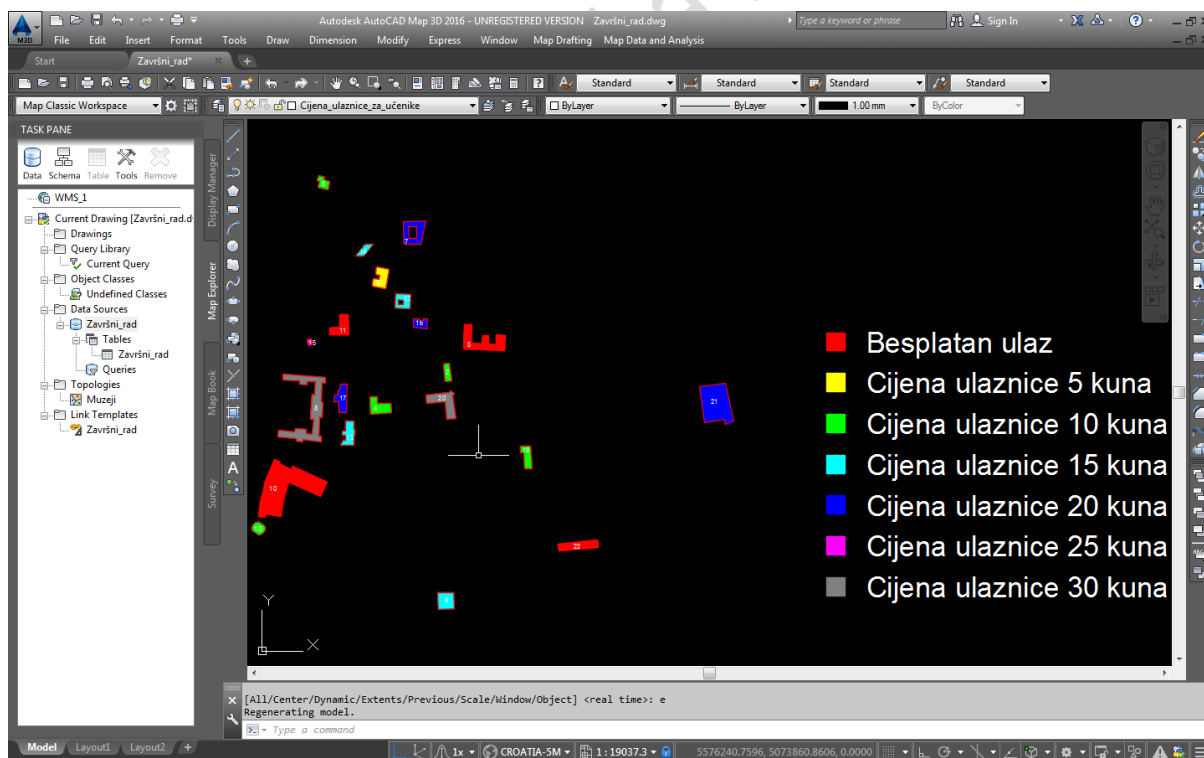 M3D
Autodesk AutoCAD Map 3D 2016 - UNREGISTERED VERSION Završni_rad.dwg
Type a keyword or phrase
Sign In
File Edit Insert Format Tools Draw Dimension Modify Express Window Map Drafting Map Data and Analysis
Start Završni_rad*
Standard Standard Standard Standard
Map Classic Workspace Cijena_ulaznice_za_učenike ByLayer ByLayer 1.00 mm ByColor
TASK PANE
Data Schema Table Tools Remove
WMS_1
Current Drawing [Završni_rad.d
Drawings
Query Library
Current Query
Object Classes
Undefined Classes
Data Sources
Završni_rad
Tables
Završni_rad
Queries
Topologies
Muzeji
Link Templates
Završni_rad
Display Manager
Map Explorer
Map Book
Survey
7
16
11
5
8
17
4
20
21
10
22
Besplatan ulaz
Cijena ulaznice 5 kuna
Cijena ulaznice 10 kuna
Cijena ulaznice 15 kuna
Cijena ulaznice 20 kuna
Cijena ulaznice 25 kuna
Cijena ulaznice 30 kuna
Y
X
[All/Center/Dynamic/Extents/Previous/Scale/Window/Object] <real time>: e
Regenerating model.
Type a command
Model Layout1 Layout2 +
1x CROATIA-5M 1:19037.3 5576240.7596, 5073860.8606, 0.0000